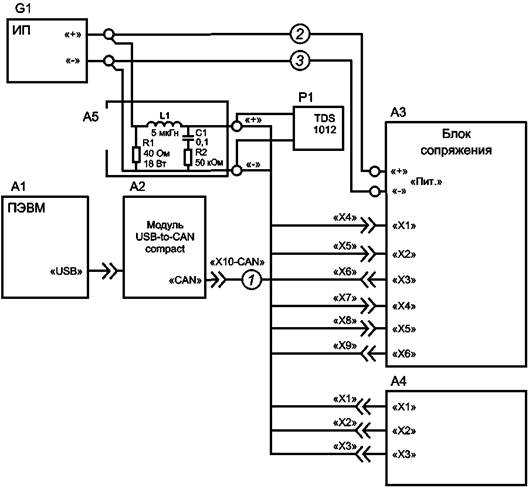 G1
ИП
«+»
«-»
2
3
A5
L1
5 мкГн
R1
40 Ом
18 Вт
C1
0,1
R2
50 кОм
«+»
«-»
P1
TDS
1012
A3
Блок
сопряжения
«+»
«Пит.»
«-»
A1
ПЭВМ
«USB»
A2
Модуль
USB-to-CAN
compact
«CAN»
«X10-CAN»
1
«X4»
«X1»
«X5»
«X2»
«X6»
«X3»
«X7»
«X4»
«X8»
«X5»
«X9»
«X6»
A4
«X1»
«X1»
«X2»
«X2»
«X3»
«X3»